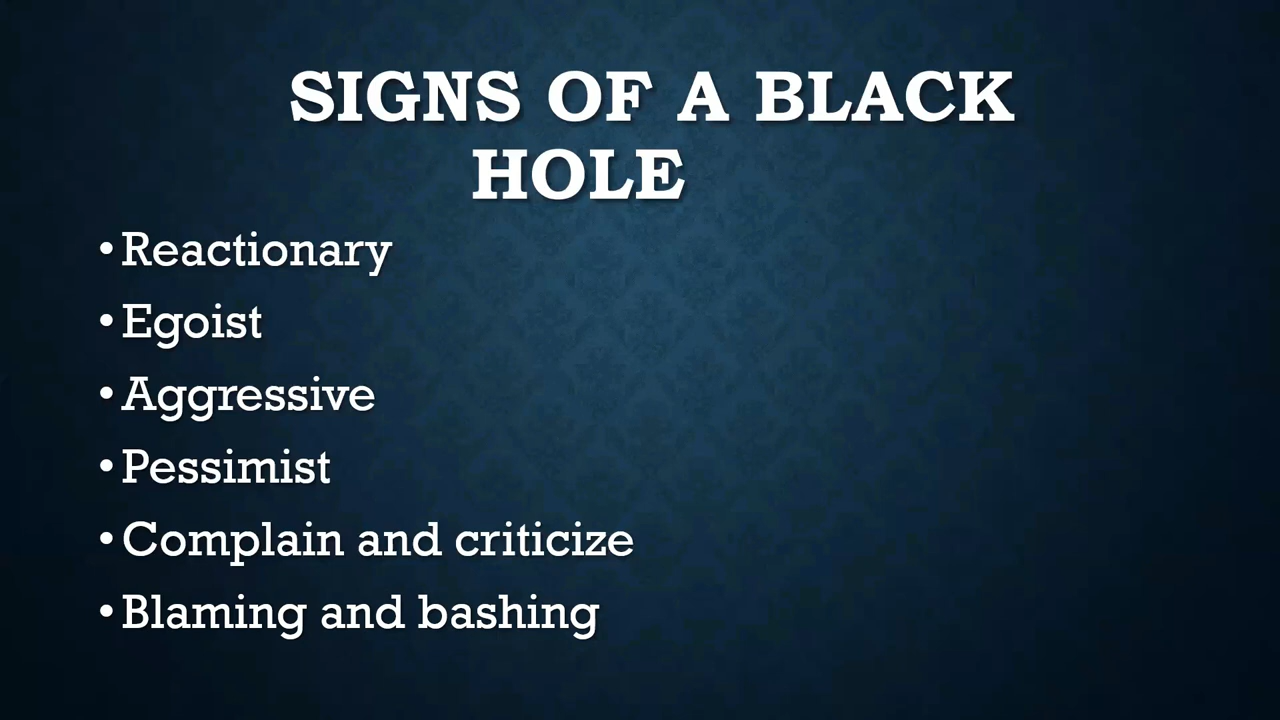 SIGNS OF A BLACK
HOLE
• Reactionary
• Egoist
• Aggressive
• Pessimist
• Complain and criticize
• Blaming and bashing